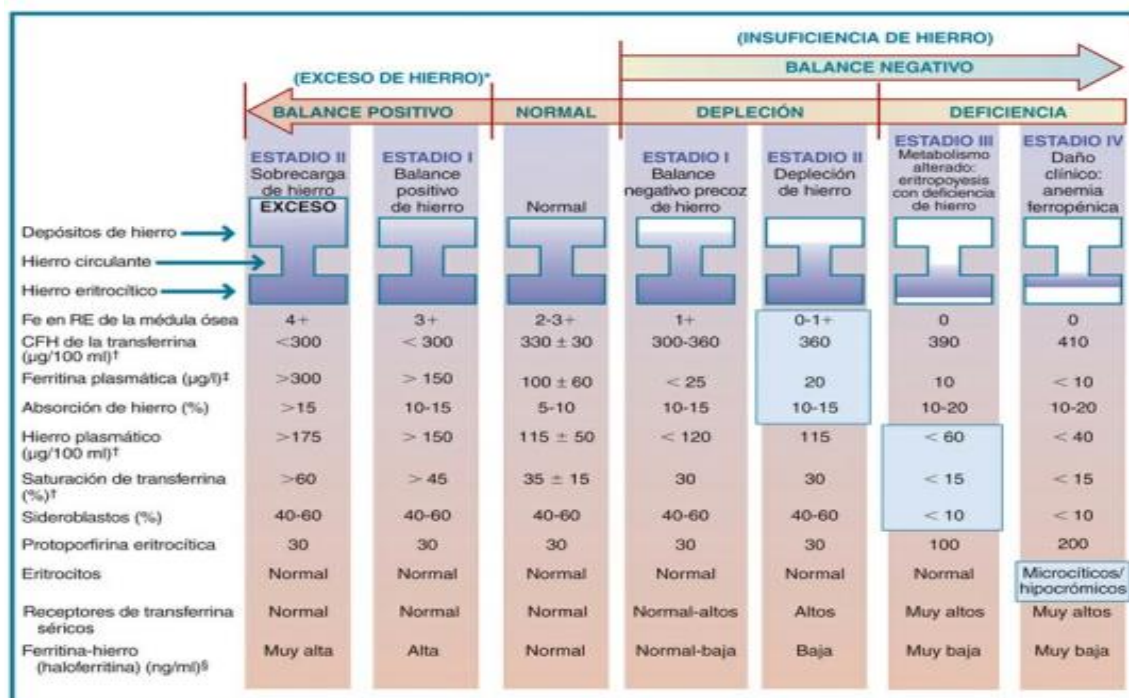 (INSUFICIENCIA DE HIERRO)
BALANCE NEGATIVO
(EXCESO DE HIERRO)*
BALANCE POSITIVO NORMAL DEPLECIÓN DEFICIENCIA
ESTADIO II
Sobrecarga
de hierro
EXCESO
ESTADIO I
Balance
positivo
de hierro
Normal
ESTADIO I
Balance
negativo precoz
de hierro
ESTADIO II
Depleción
de hierro
ESTADIO III
Metabolismo
alterado:
eritropoyesis
con deficiencia
de hierro
ESTADIO IV
Daño
clínico:
anemia
ferropénica
Depósitos de hierro
Hierro circulante
Hierro eritrocítico
Fe en RE de la médula ósea 4+ 3+ 2-3+ 1+ 0-1+ 0 0
CFH de la transferrina
(µg/100 ml)† <300 < 300 330 ± 30 300-360 360 390 410
Ferritina plasmática (µg/l)‡ >300 > 150 100 ± 60 < 25 20 10 < 10
Absorción de hierro (%) >15 10-15 5-10 10-15 10-15 10-20 10-20
Hierro plasmático
(µg/100 ml)† >175 > 150 115 ± 50 < 120 115 < 60 < 40
Saturación de transferrina
(%)† >60 > 45 35 ± 15 30 30 < 15 < 15
Sideroblastos (%) 40-60 40-60 40-60 40-60 40-60 < 10 < 10
Protoporfirina eritrocítica 30 30 30 30 30 100 200
Eritrocitos Normal Normal Normal Normal Normal Normal Microcíticos/
hipocrómicos
Receptores de transferrina
séricos Normal Normal Normal Normal-altos Altos Muy altos Muy altos
Ferritina-hierro
(haloferritina) (ng/ml)§ Muy alta Alta Normal Normal-baja Baja Muy baja Muy baja